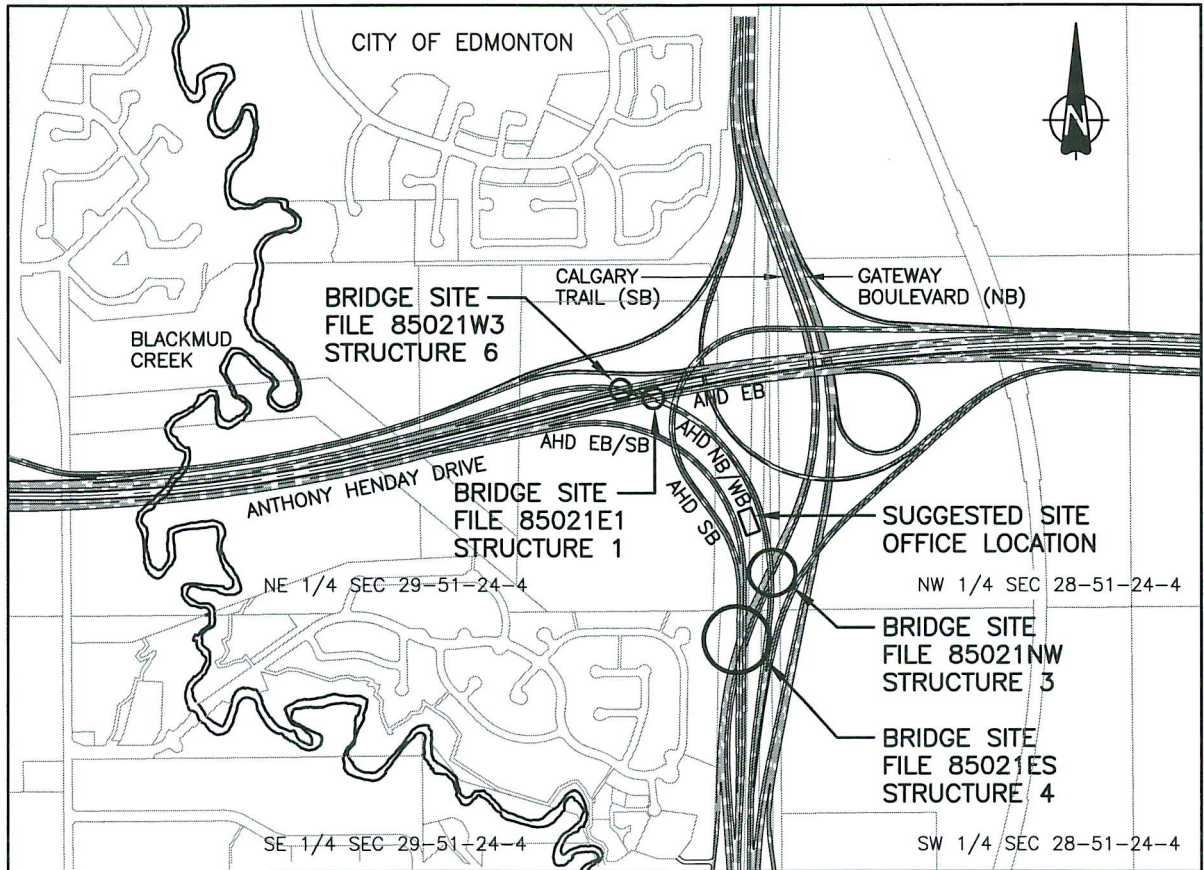 CITY OF EDMONTON
N
CALGARY
TRAIL (SB)
GATEWAY
BOULEVARD (NB)
BRIDGE SITE
FILE 85021W3
STRUCTURE 6
BLACKMUD
CREEK
AHD EB
AHD EB/SB
AHD NB/WB
AHD SB
ANTHONY HENDAY DRIVE
BRIDGE SITE
FILE 85021E1
STRUCTURE 1
SUGGESTED SITE
OFFICE LOCATION
NE 1/4 SEC 29-51-24-4
NW 1/4 SEC 28-51-24-4
BRIDGE SITE
FILE 85021NW
STRUCTURE 3
BRIDGE SITE
FILE 85021ES
STRUCTURE 4
SE 1/4 SEC 29-51-24-4
SW 1/4 SEC 28-51-24-4